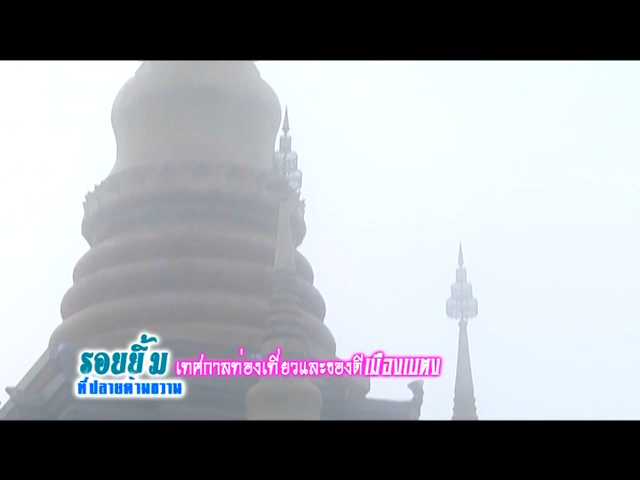 รอยยิ้ม
ที่ปลายด้ามขวาน
เทศกาลท่องเที่ยวและของดีเมืองเบตง